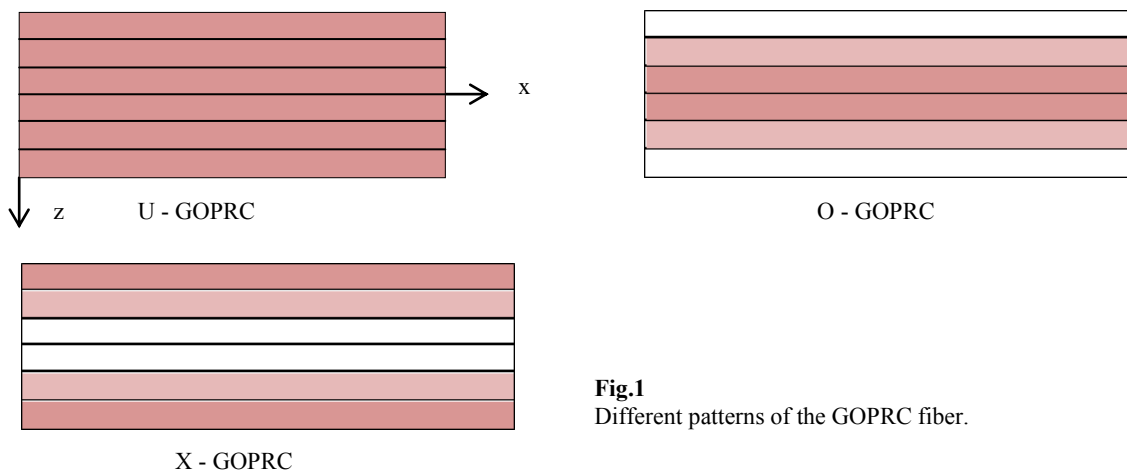 x
z
U - GOPRC
O - GOPRC
X - GOPRC
Fig.1
Different patterns of the GOPRC fiber.